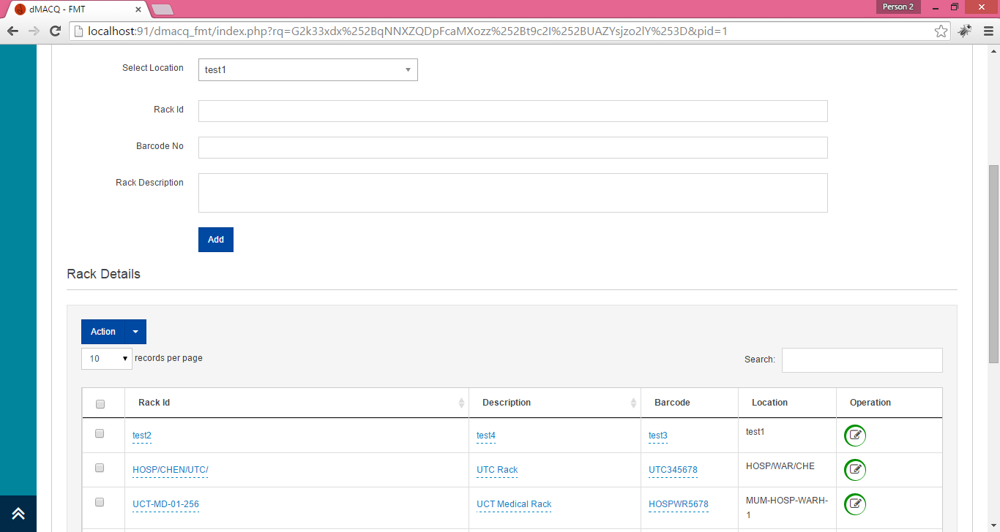 dMACQ - FMT
Person 2
localhost:91/dmacq_fmt/index.php?rq=G2k33xdx%252BqNNXZQDpFcaMXozz%252Bt9c2I%252BUAZYsjzo2lY%253D&pid=1
Select Location test1
Rack Id
Barcode No
Rack Description
Add
Rack Details
Action
10 records per page Search:
Rack Id Description Barcode Location Operation
test2 test4 test3 test1
HOSP/CHEN/UTC/ UTC Rack UTC345678 HOSP/WAR/CHE
UCT-MD-01-256 UCT Medical Rack HOSPWR5678 MUM-HOSP-WARH-
1